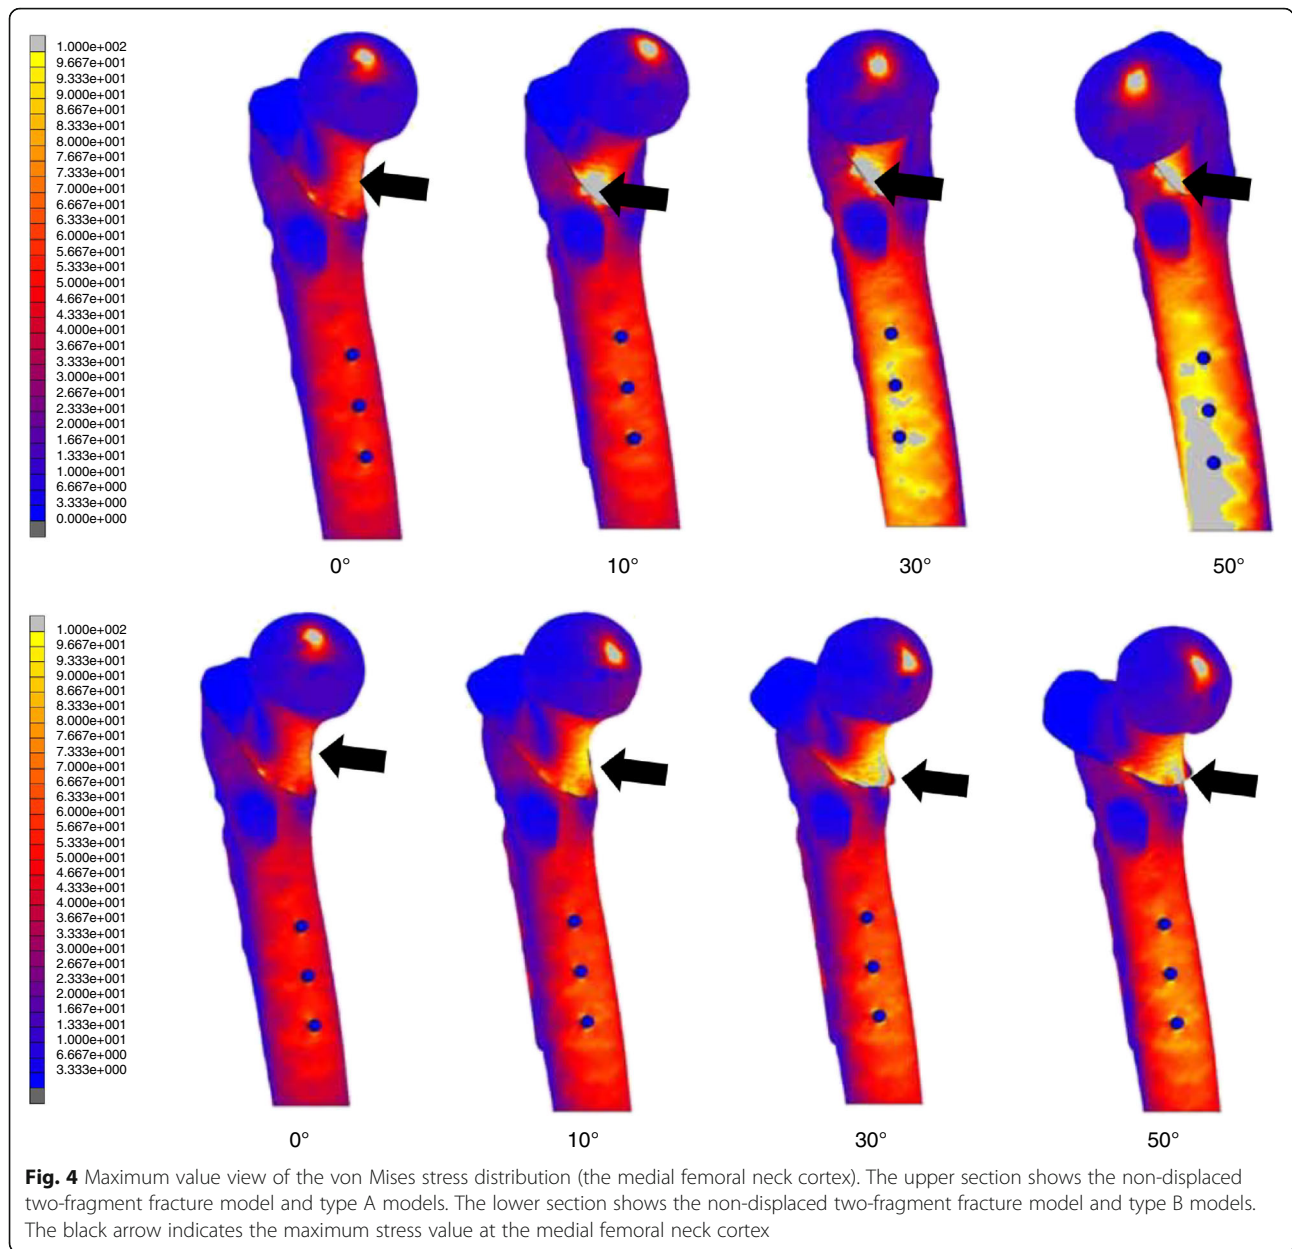 1.000e+002
9.667e+001
9.333e+001
9.000e+001
8.667e+001
8.333e+001
8.000e+001
7.667e+001
7.333e+001
7.000e+001
6.667e+001
6.333e+001
6.000e+001
5.667e+001
5.333e+001
5.000e+001
4.667e+001
4.333e+001
4.000e+001
3.667e+001
3.333e+001
3.000e+001
2.667e+001
2.333e+001
2.000e+001
1.667e+001
1.333e+001
1.000e+001
6.667e+000
3.333e+000
0.000e+000
0° 10° 30° 50°
1.000e+002
9.667e+001
9.333e+001
9.000e+001
8.667e+001
8.333e+001
8.000e+001
7.667e+001
7.333e+001
7.000e+001
6.667e+001
6.333e+001
6.000e+001
5.667e+001
5.333e+001
5.000e+001
4.667e+001
4.333e+001
4.000e+001
3.667e+001
3.333e+001
3.000e+001
2.667e+001
2.333e+001
2.000e+001
1.667e+001
1.333e+001
1.000e+001
6.667e+000
3.333e+000
0° 10° 30° 50°
Fig. 4 Maximum value view of the von Mises stress distribution (the medial femoral neck cortex). The upper section shows the non-displaced
two-fragment fracture model and type A models. The lower section shows the non-displaced two-fragment fracture model and type B models.
The black arrow indicates the maximum stress value at the medial femoral neck cortex